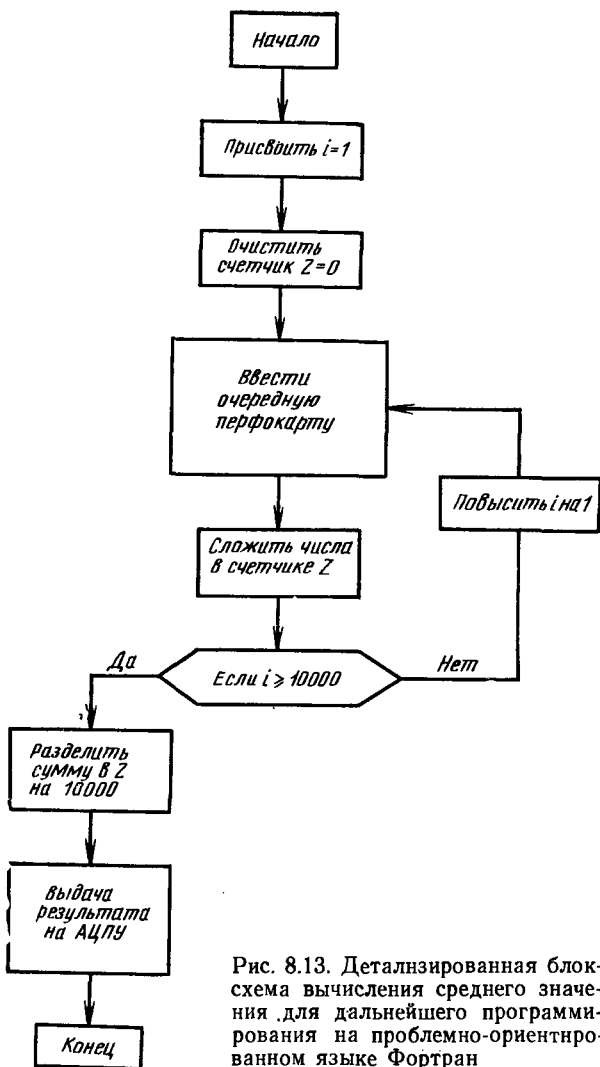 Начало
Присвоить i=1
Очистить
счетчик Z=0
Ввести
очередную
перфокарту
Повысить i на 1
Сложить числа
в счетчике Z
Да
Если i ⩾ 10000
Нет
Разделить
сумму в Z
на 10000
Выдача
результата
на АЦПУ
Конец
Рис. 8.13. Детализированная блок-
схема вычисления среднего значе-
ния для дальнейшего программи-
рования на проблемно-ориентиро-
ванном языке Фортран